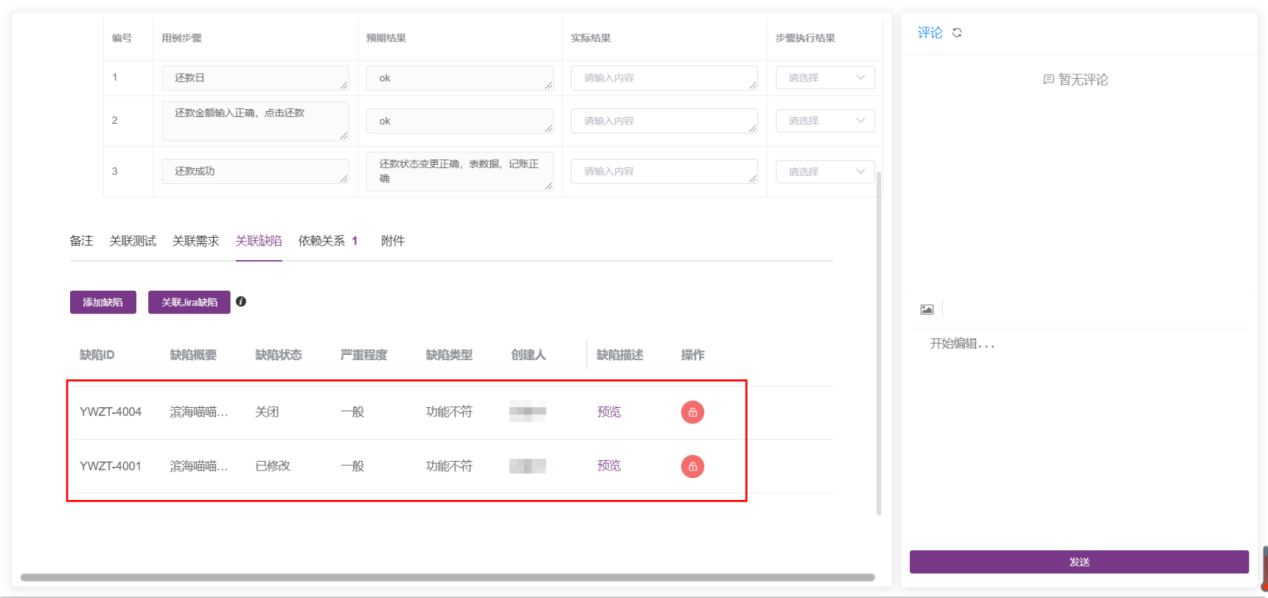 编号 用例步骤 预期结果 实际结果 步骤执行结果
1 还款日 ok 请输入内容 请选择
2 还款金额输入正确，点击还款 ok 请输入内容 请选择
3 还款成功 还款状态变更正确，表数据、记账正
确 请输入内容 请选择
备注 关联测试 关联需求 关联缺陷 依赖关系 1 附件
添加缺陷 关联Jira缺陷
缺陷ID 缺陷概要 缺陷状态 严重程度 缺陷类型 创建人 缺陷描述 操作
YWZT-4004 滨海喵喵... 关闭 一般 功能不符 预览
YWZT-4001 滨海喵喵... 已修改 一般 功能不符 预览
评论
暂无评论
开始编辑...
发送